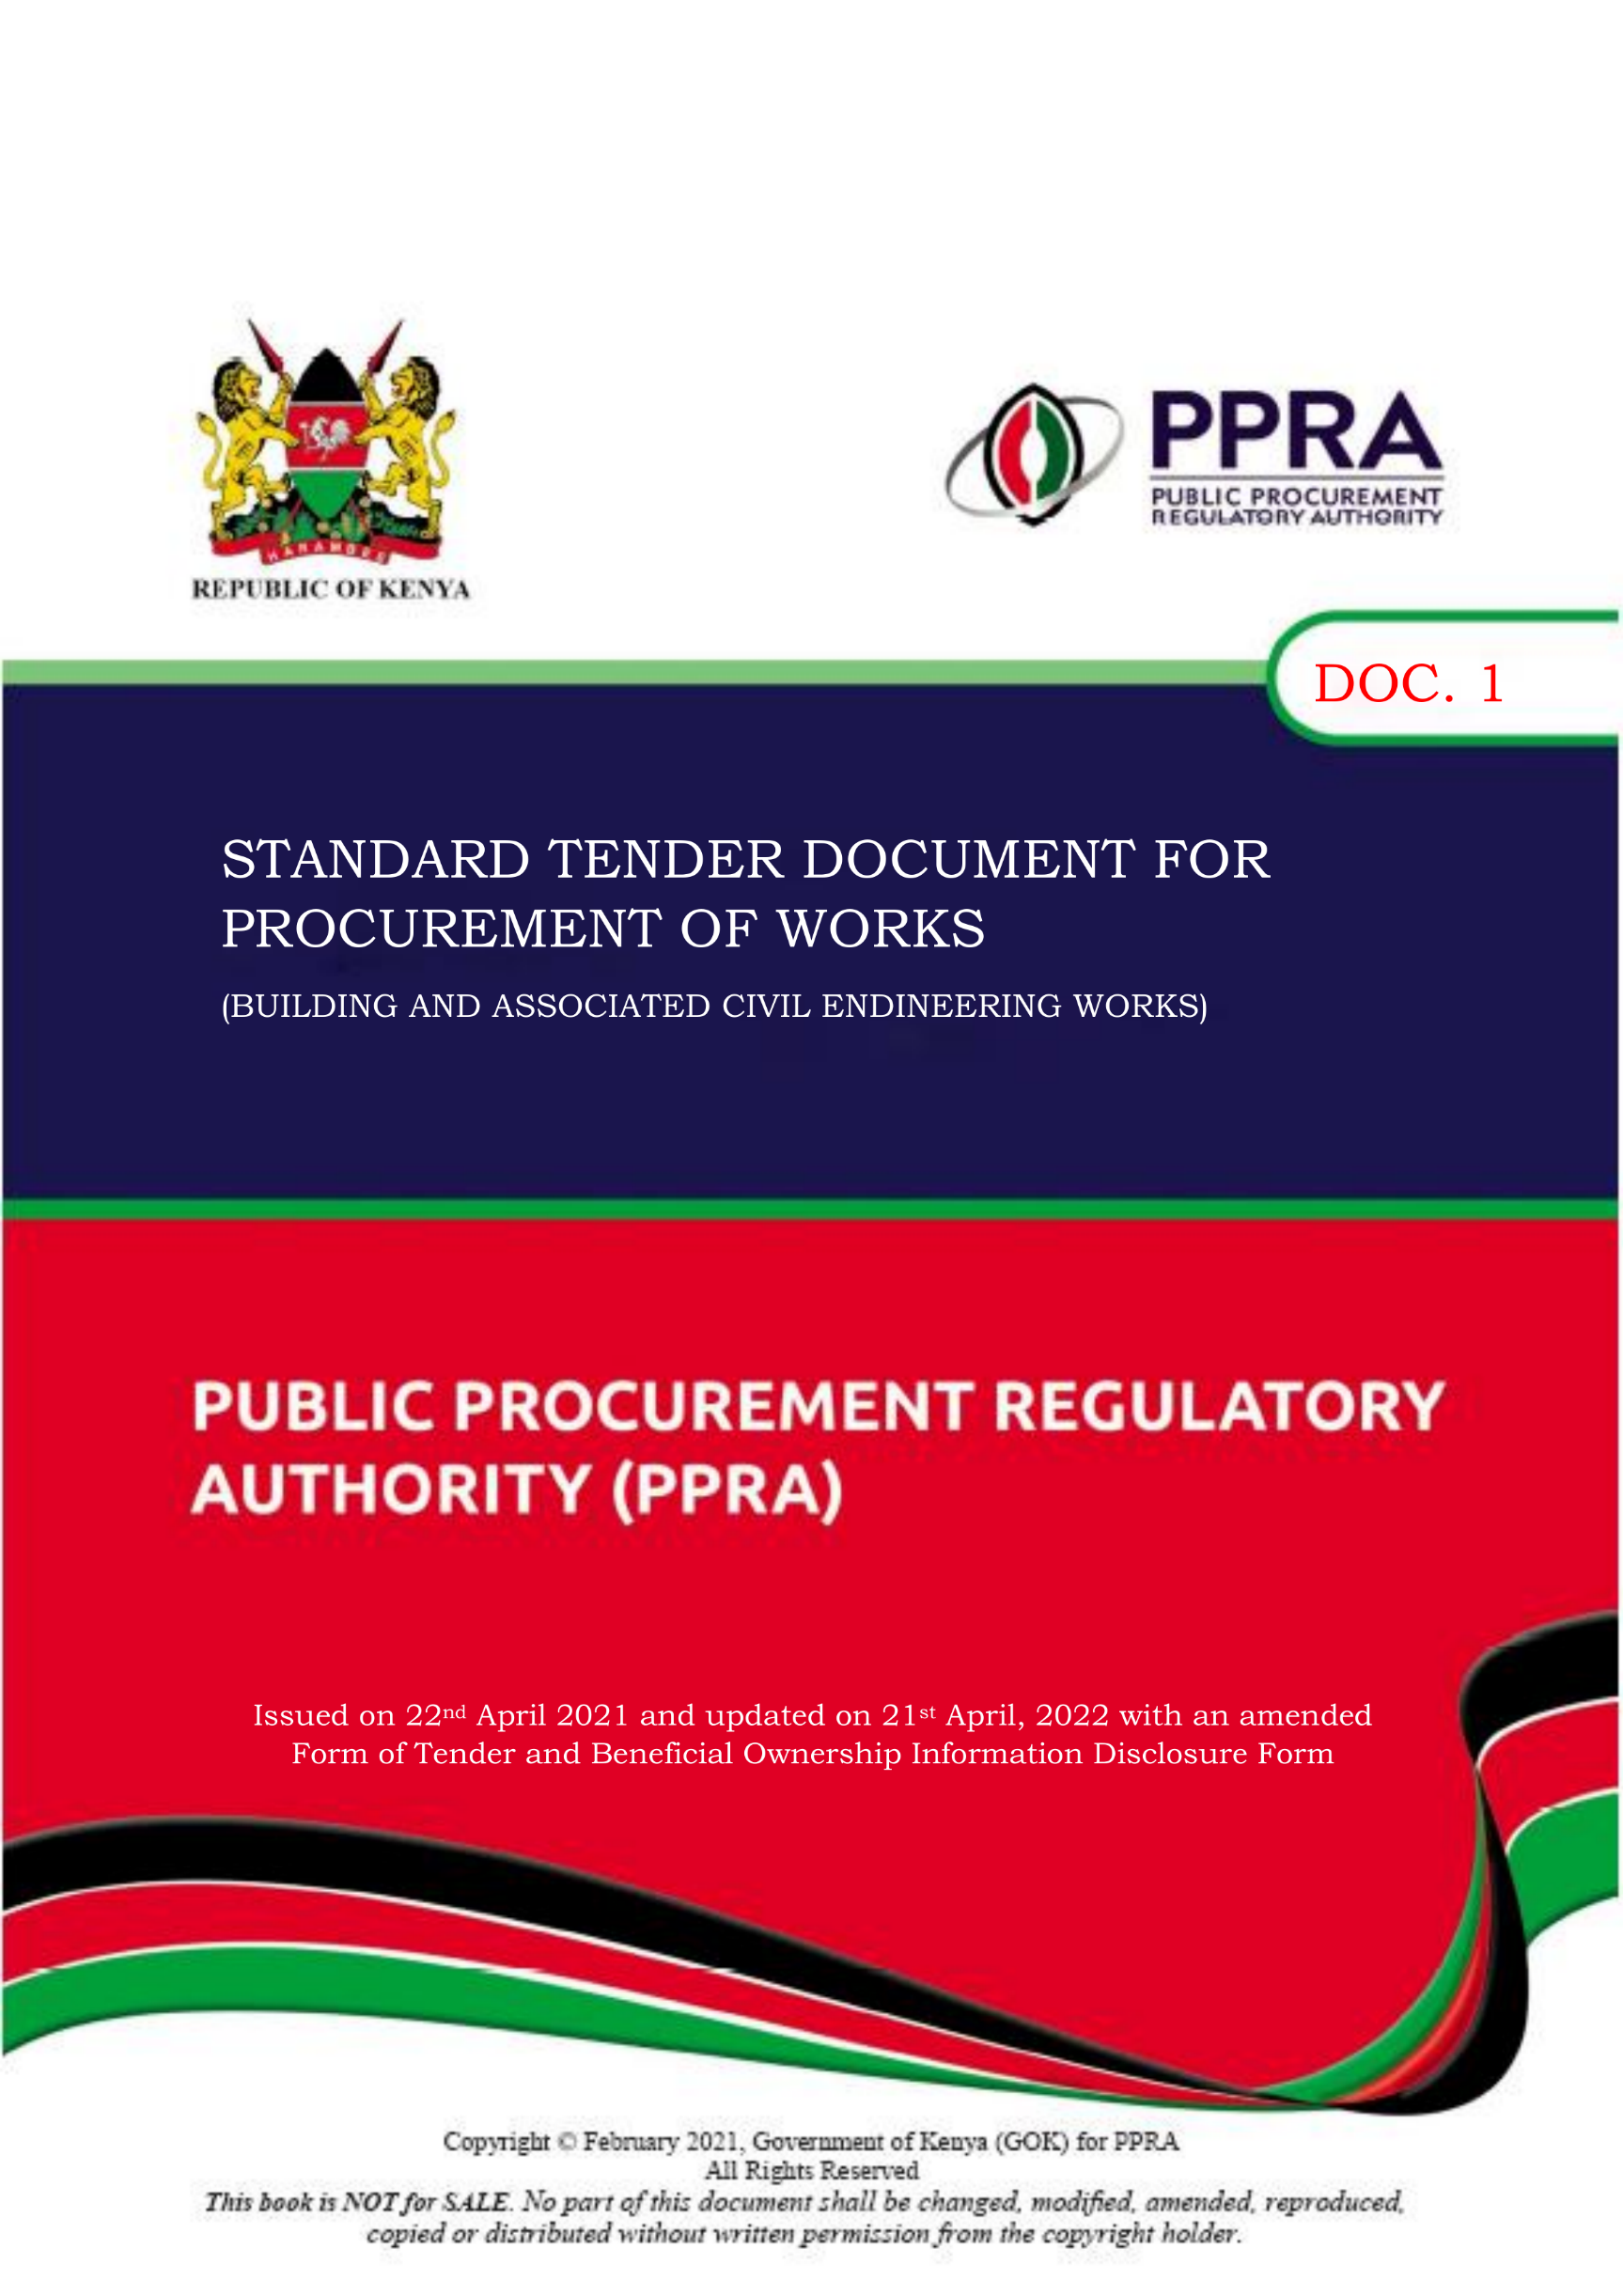 HARAMBEE
REPUBLIC OF KENYA
PPRA
PUBLIC PROCUREMENT
REGULATORY AUTHORITY
DOC. 1
STANDARD TENDER DOCUMENT FOR
PROCUREMENT OF WORKS
(BUILDING AND ASSOCIATED CIVIL ENDINEERING WORKS)
PUBLIC PROCUREMENT REGULATORY
AUTHORITY (PPRA)
Issued on 22nd April 2021 and updated on 21st April, 2022 with an amended
Form of Tender and Beneficial Ownership Information Disclosure Form
Copyright © February 2021, Government of Kenya (GOK) for PPRA
All Rights Reserved
This book is NOT for SALE. No part of this document shall be changed, modified, amended, reproduced,
copied or distributed without written permission from the copyright holder.